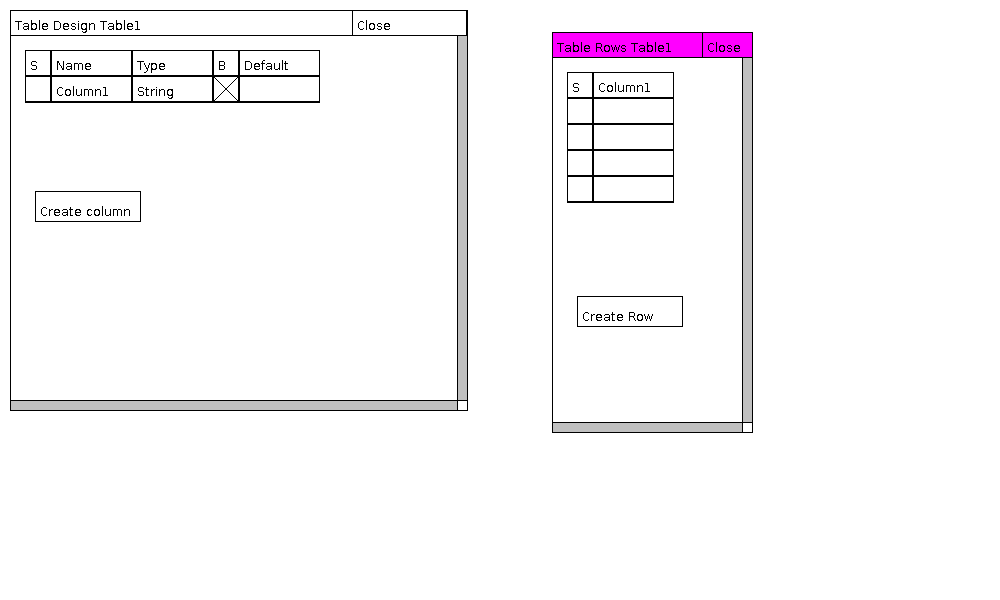 Table Design Table1 Close
S Name Type B Default
Column1 String
Create column
Table Rows Table1 Close
S Column1
Create Row